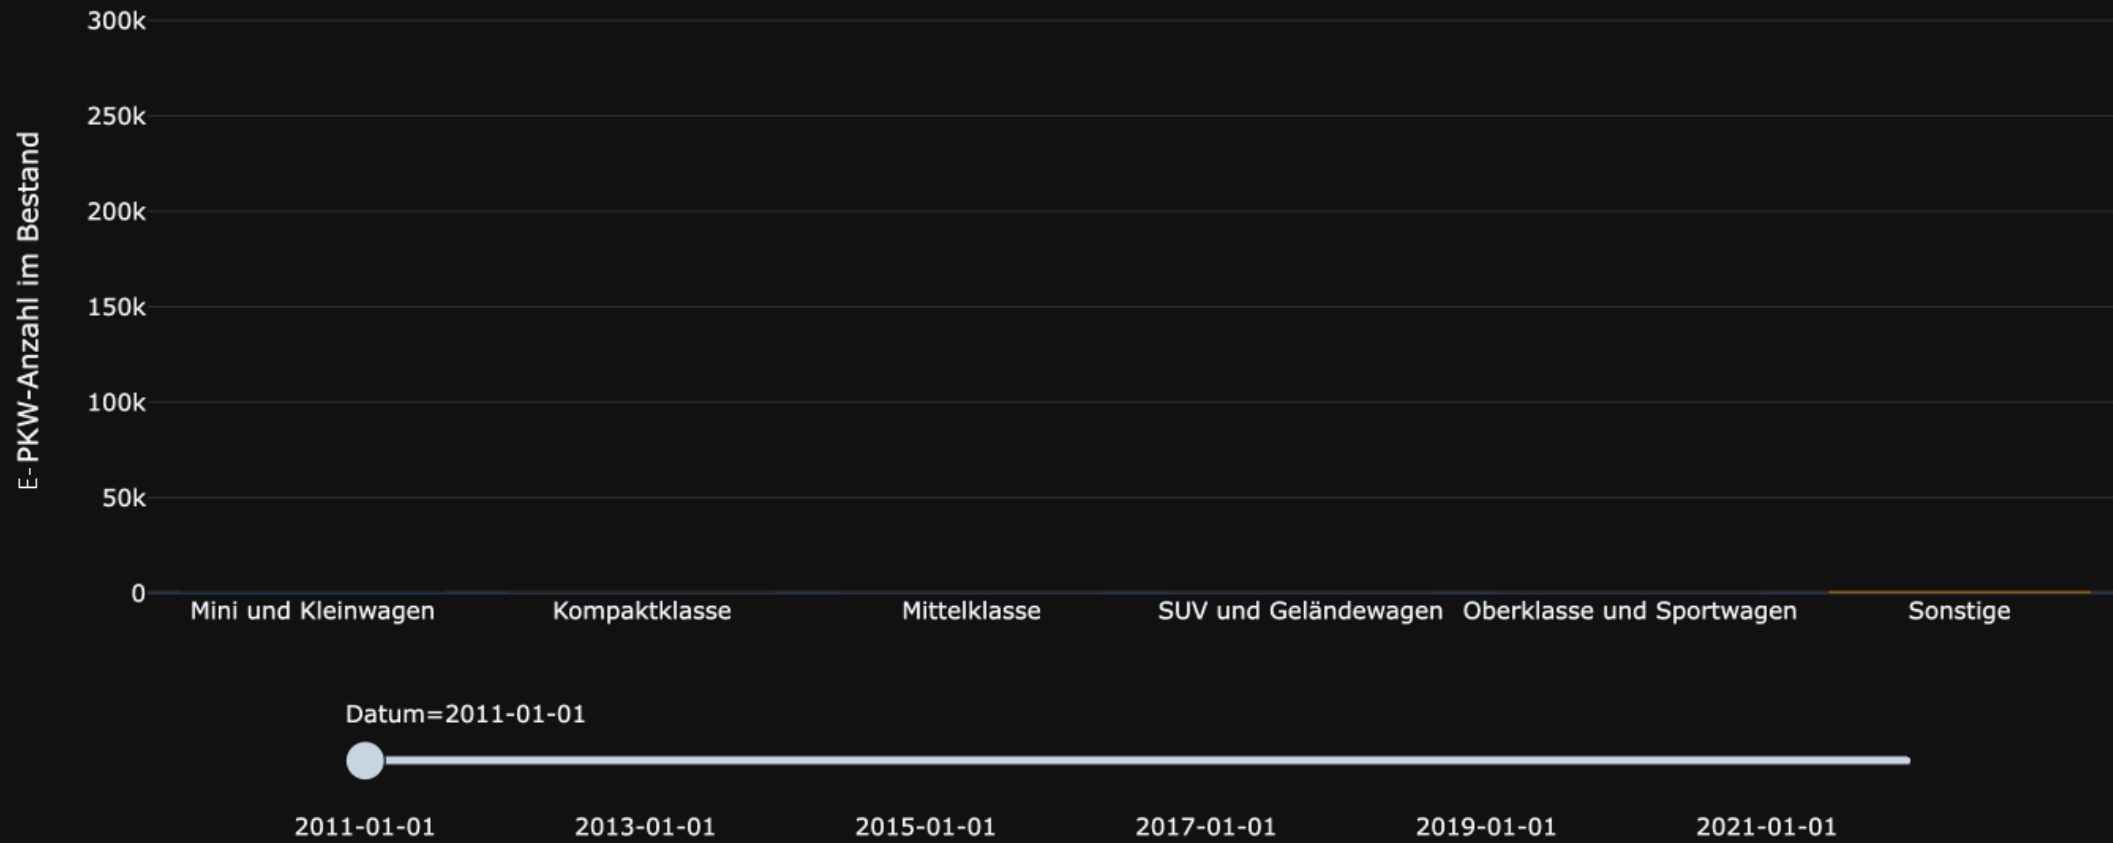 E-PKW-Anzahl im Bestand
300k
250k
200k
150k
100k
50k
0
Mini und Kleinwagen Kompaktklasse Mittelklasse SUV und Geländewagen Oberklasse und Sportwagen Sonstige
Datum=2011-01-01
2011-01-01 2013-01-01 2015-01-01 2017-01-01 2019-01-01 2021-01-01